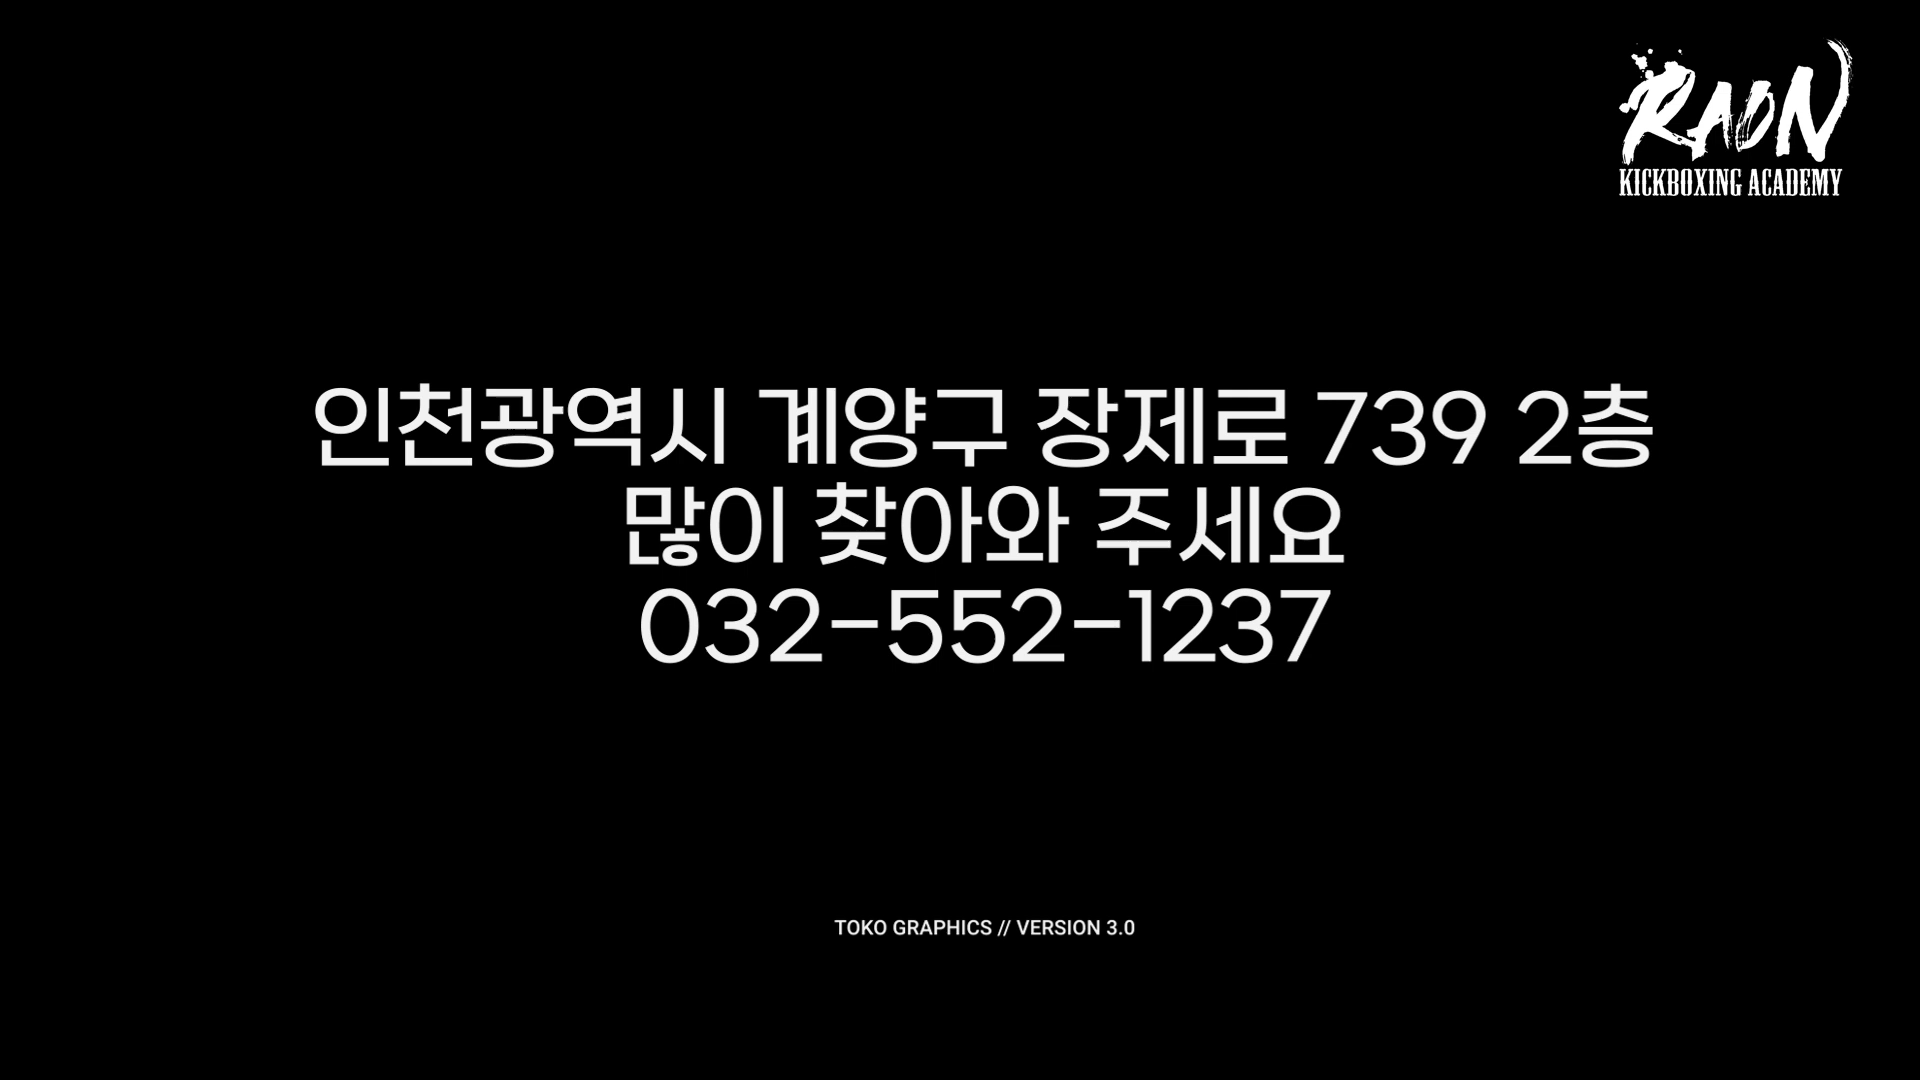 RAON
KICKBOXING ACADEMY
인천광역시 계양구 장제로 739 2층
많이 찾아와 주세요
032-552-1237
TOKO GRAPHICS // VERSION 3.0